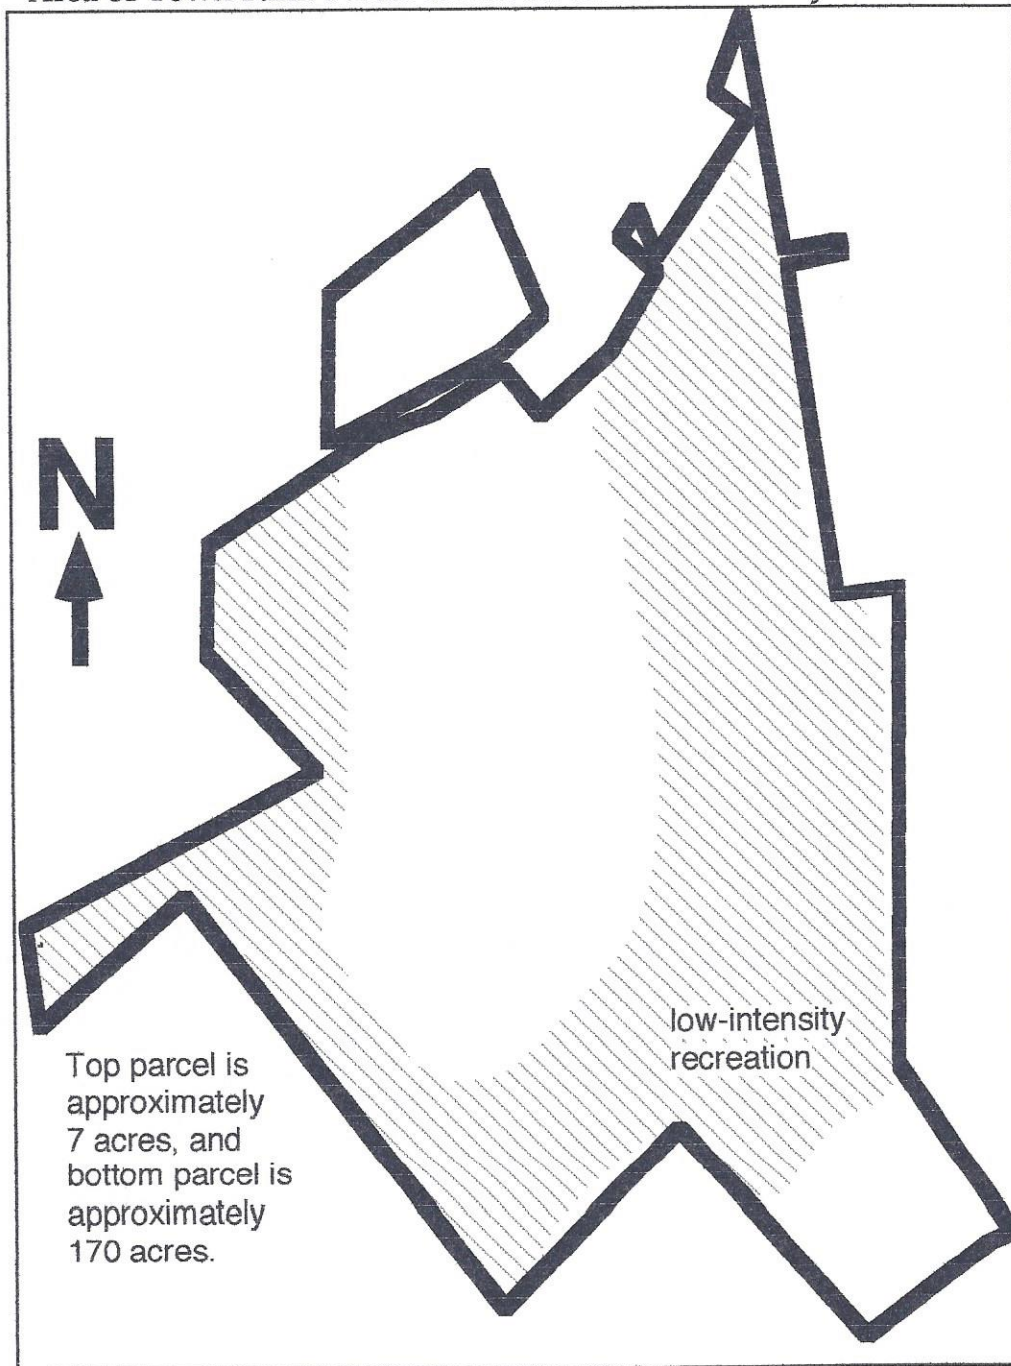 N
low-intensity
recreation
Top parcel is
approximately
7 acres, and
bottom parcel is
approximately
170 acres.